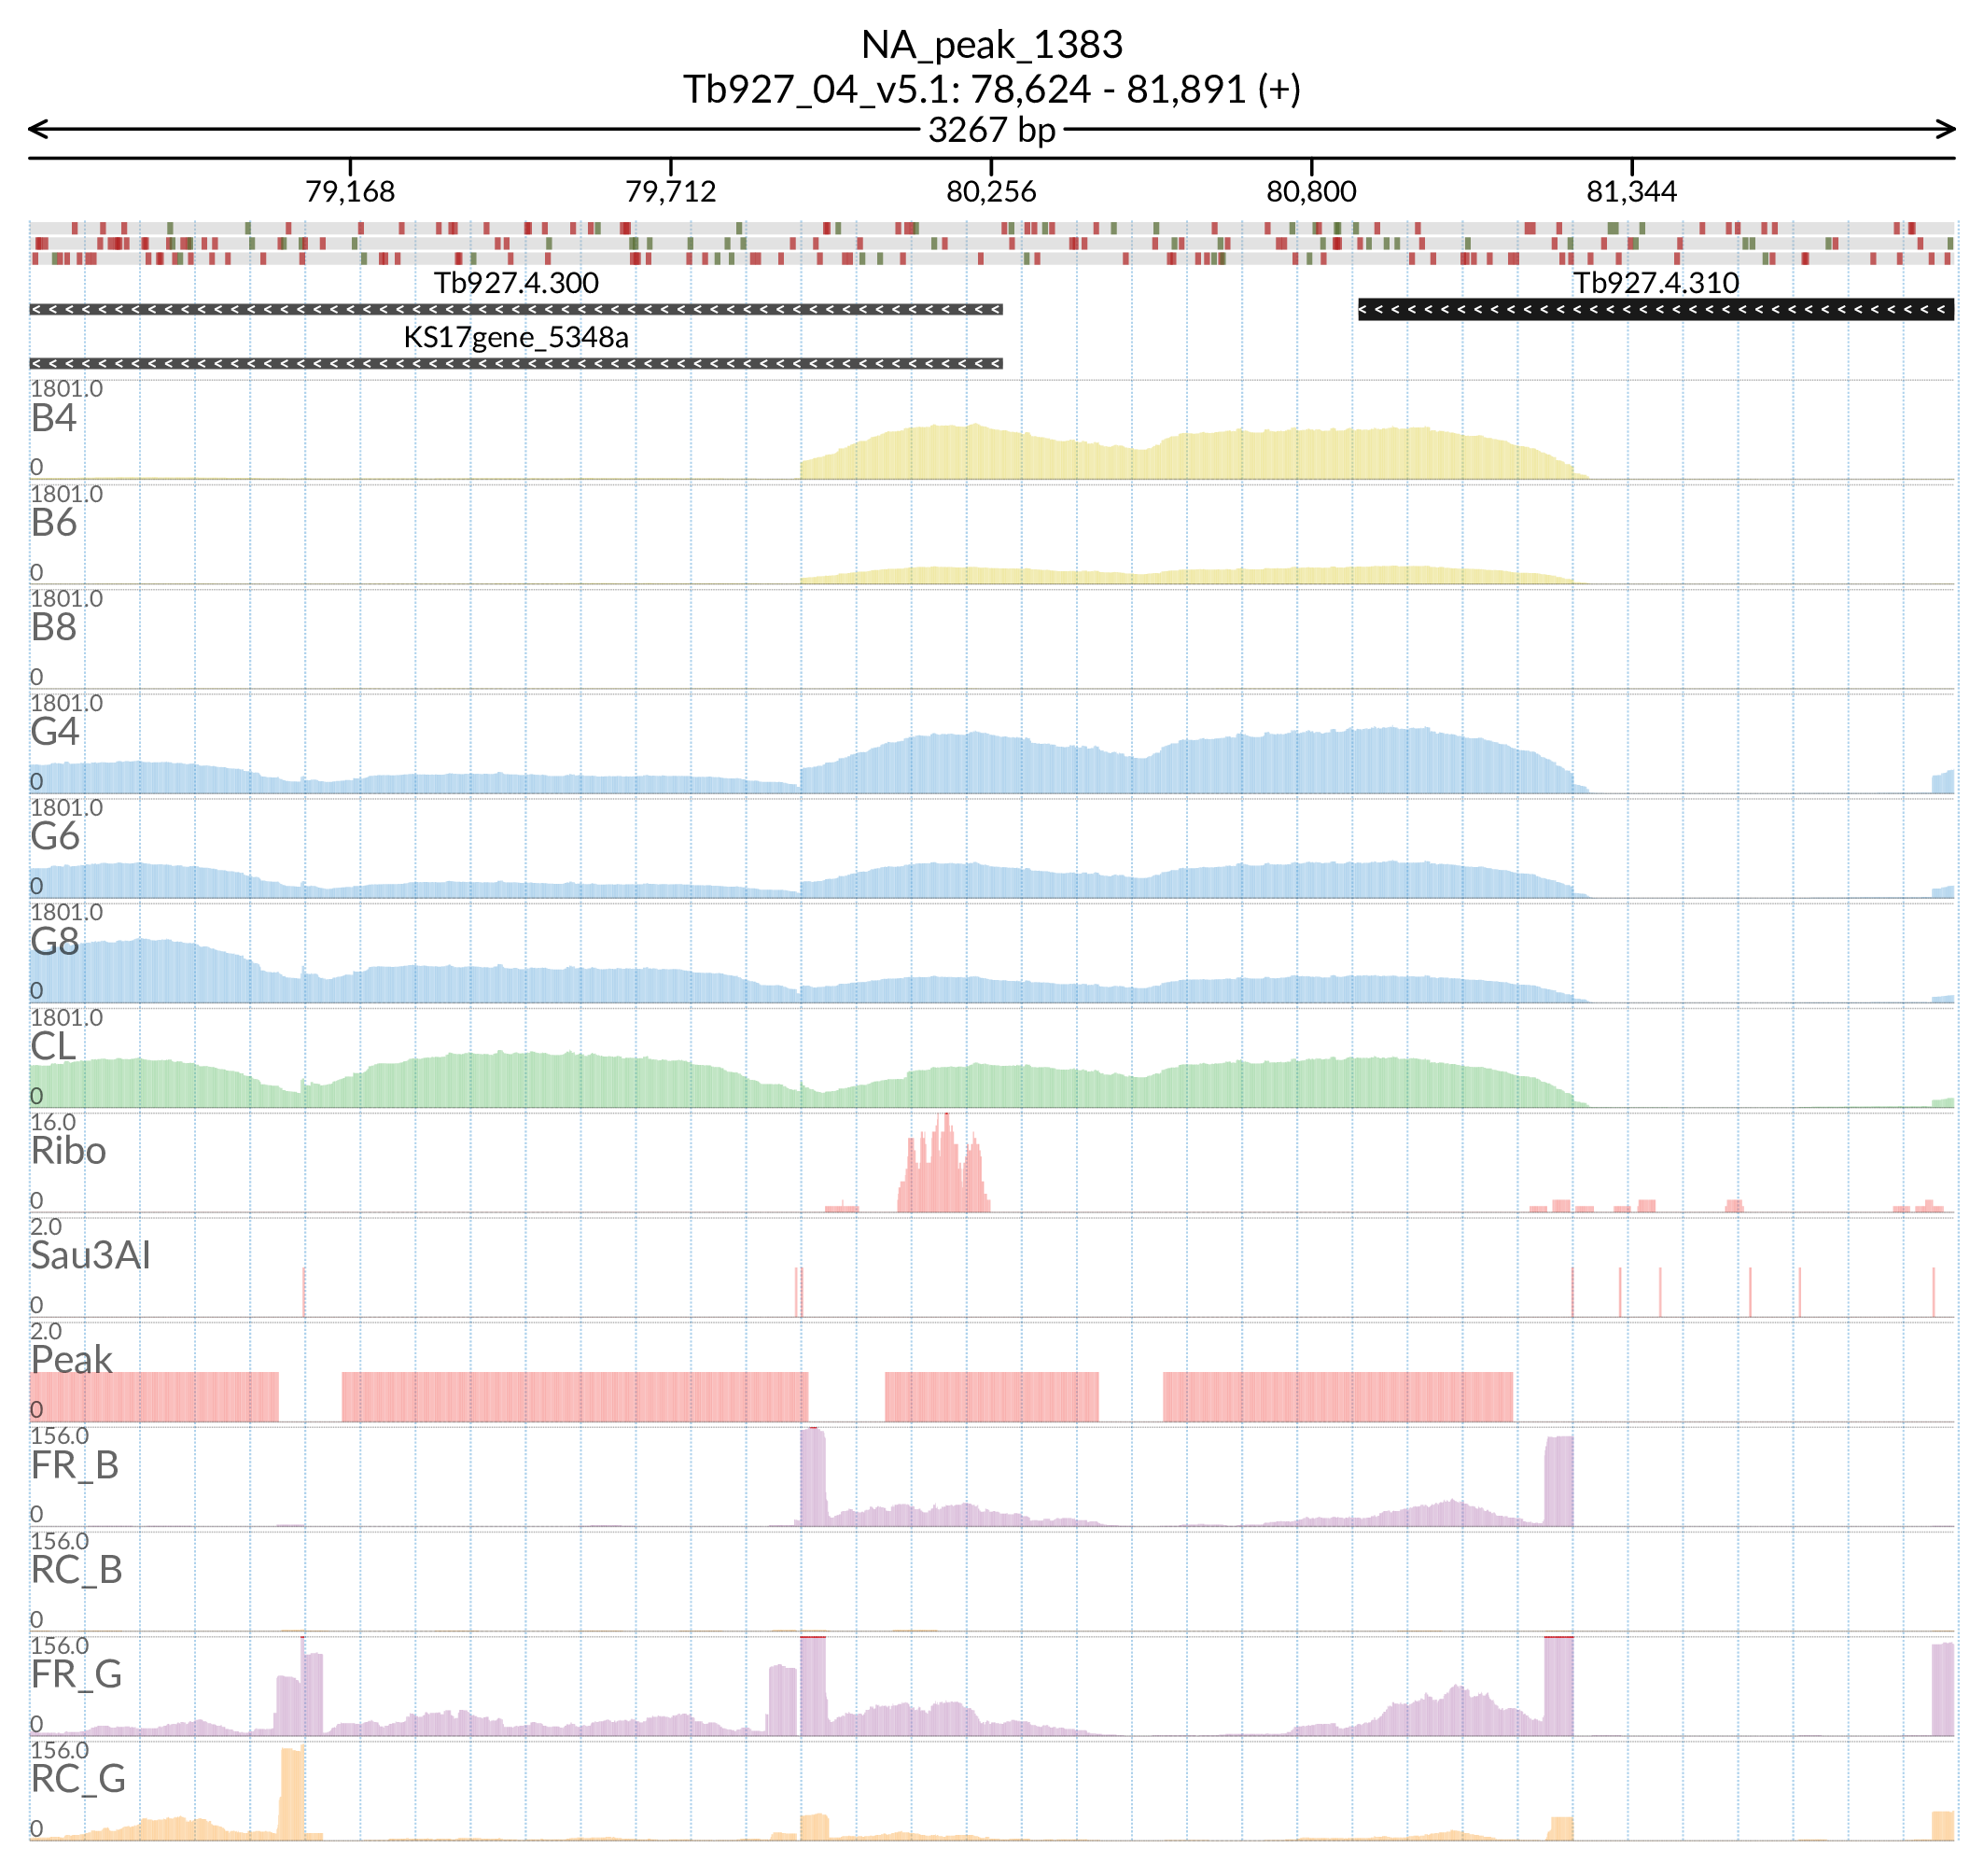 NA_peak_1383
Tb927_04_v5.1: 78,624 - 81,891 (+)
3267 bp
79,168 79,712 80,256 80,800 81,344
Tb927.4.300 Tb927.4.310
KS17gene_5348a
1801.0
B4
0
1801.0
B6
0
1801.0
B8
0
1801.0
G4
0
1801.0
G6
0
1801.0
G8
0
1801.0
CL
0
16.0
Ribo
0
2.0
Sau3AI
0
2.0
Peak
0
156.0
FR_B
0
156.0
RC_B
0
156.0
FR_G
0
156.0
RC_G
0